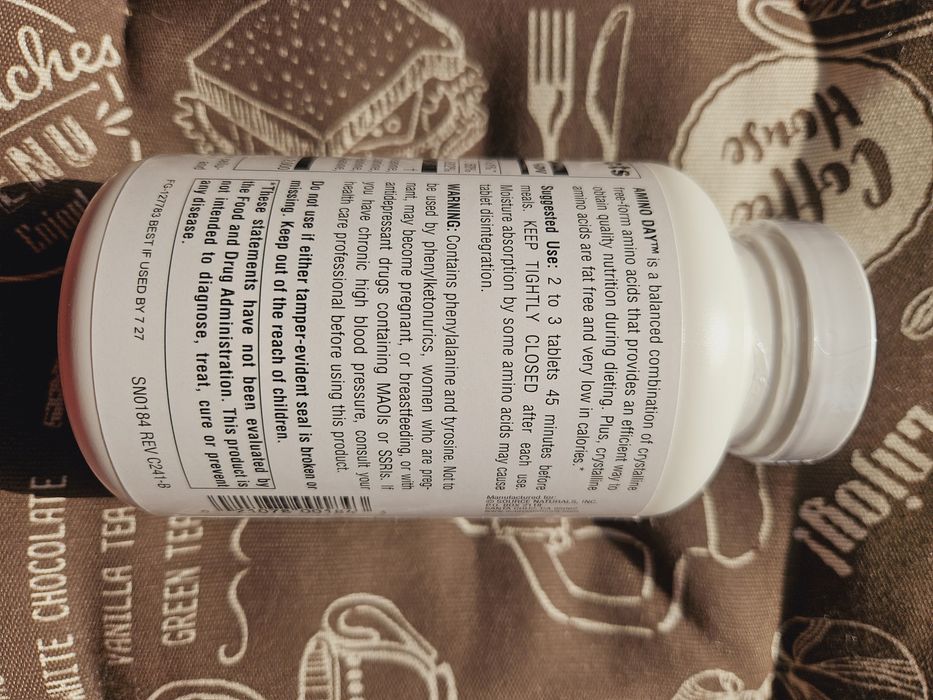 AMINO DAY™ is a balanced combination of crystalline
free-form amino acids that provides an efficient way to
obtain quality nutrition during dieting. Plus, crystalline
amino acids are fat free and very low in calories.*
Suggested Use: 2 to 3 tablets 45 minutes before
meals. KEEP TIGHTLY CLOSED after each use.
Moisture absorption by some amino acids may cause
tablet disintegration.
WARNING: Contains phenylalanine and tyrosine. Not to
be used by phenylketonurics, women who are preg-
nant, may become pregnant, or breastfeeding, or with
antidepressant drugs containing MAOIs or SSRIs. If
you have chronic high blood pressure, consult your
health care professional before using this product.
Do not use if either tamper-evident seal is broken or
missing. Keep out of the reach of children.
*These statements have not been evaluated by
the Food and Drug Administration. This product is
not intended to diagnose, treat, cure or prevent
any disease.
FG-127783 BEST IF USED BY 7 27
SN0184 REV C241-B
Manufactured for:
© SOURCE NATURALS, INC.
Coffee
House
Enjoy
MENU
WHITE CHOCOLATE
VANILLA TEA
GREEN TEA